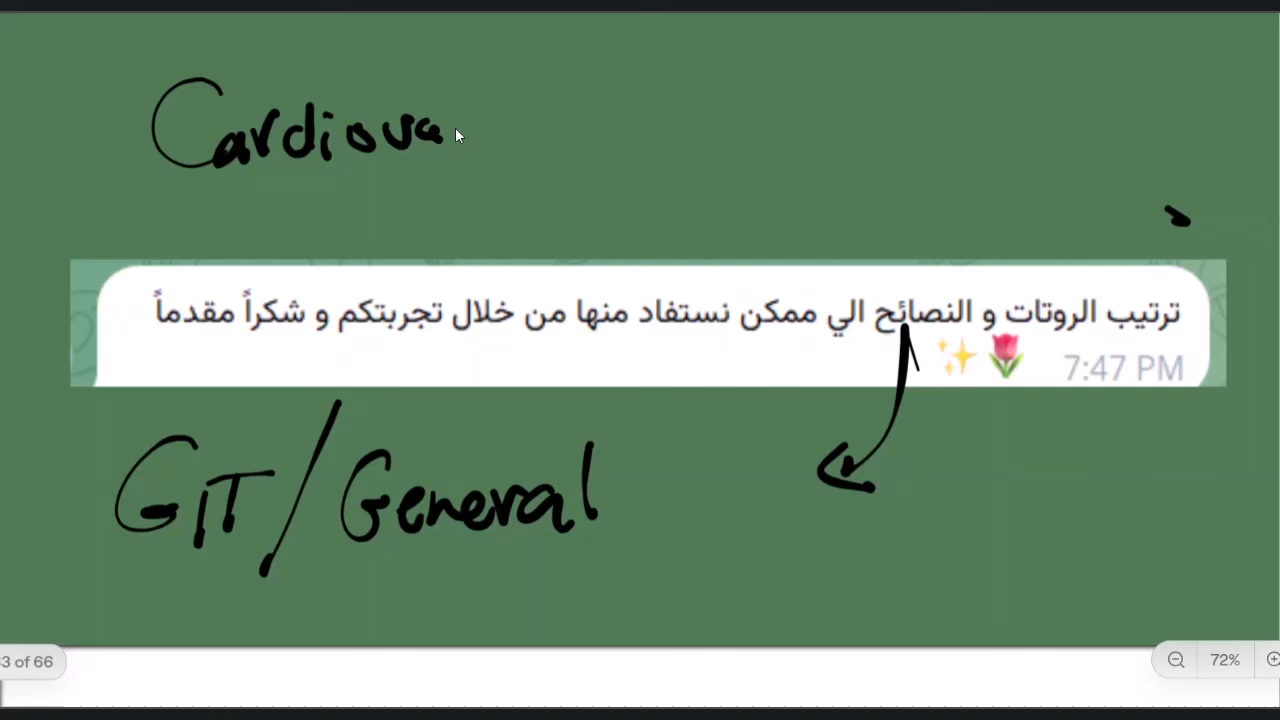 Cardiova
ترتيب الروتات و النصائح الي ممكن نستفاد منها من خلال تجربتكم و شكراً مقدماً
🌷✨
7:47 PM
GIT/General
3 of 66
72%